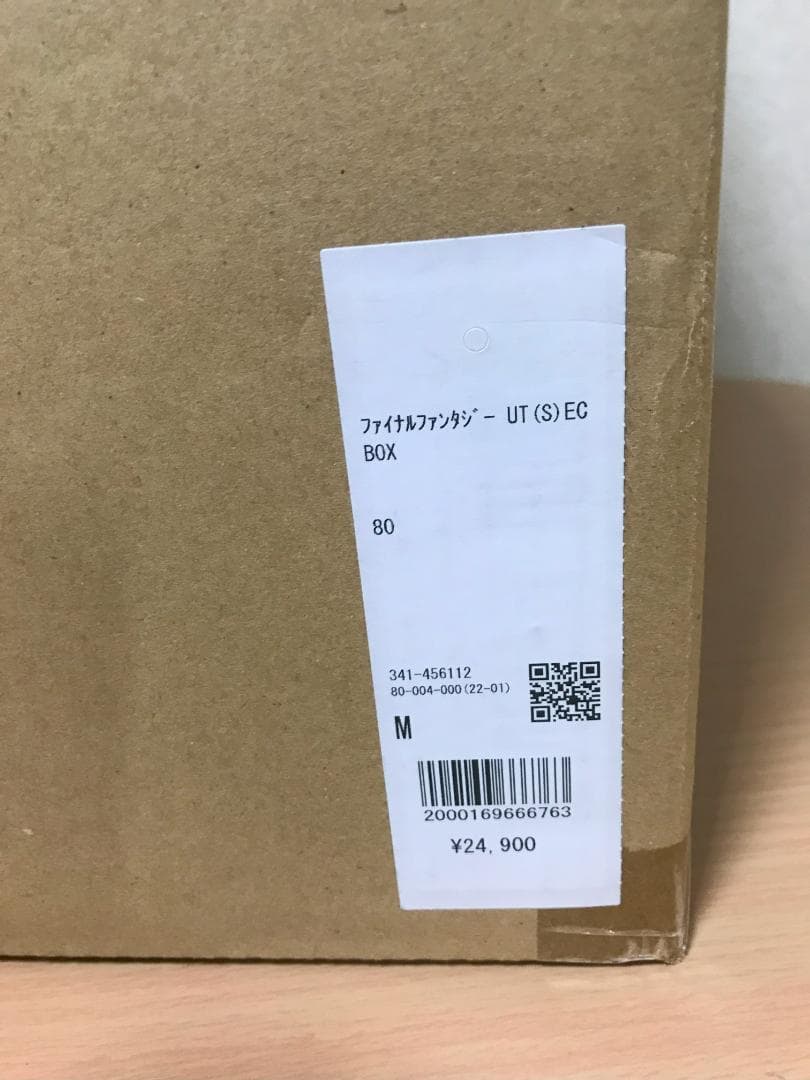 ﾌｧｲﾅﾙﾌｧﾝﾀｼﾞｰ UT(S)EC
BOX
80
341-456112
80-004-000(22-01)
M
2000169666763
¥24,900